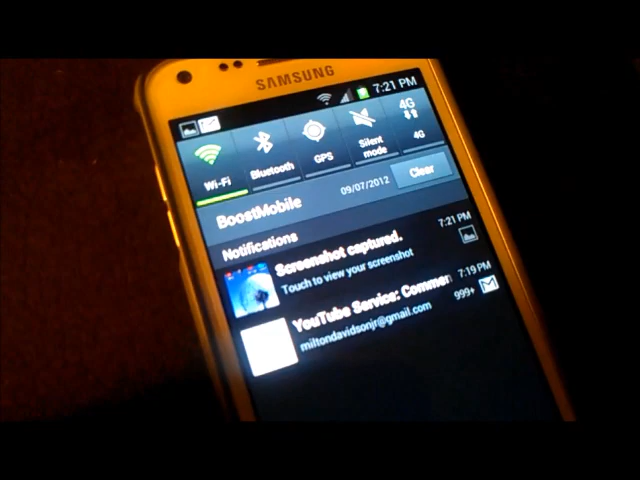 SAMSUNG
7:21 PM
Wi-Fi
Bluetooth
GPS
Silent
mode
4G
4G
BoostMobile
09/07/2012
Clear
Notifications
Screenshot captured.
7:21 PM
Touch to view your screenshot
YouTube Service: Commen
7:19 PM
miltondavidsonjr@gmail.com
999+